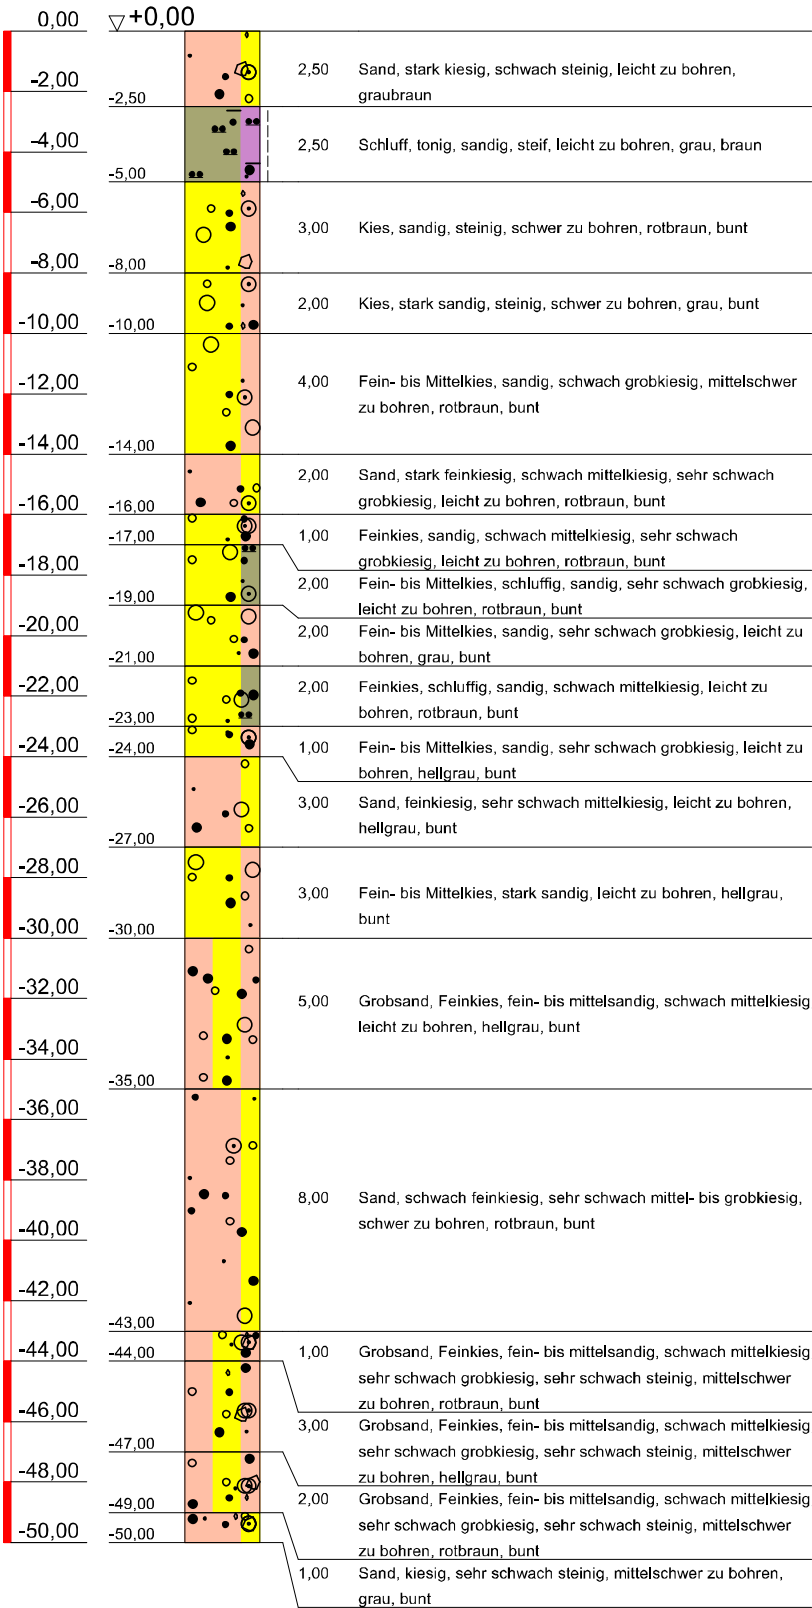 0,00
+0,00
-2,00
-4,00
-6,00
-8,00
-10,00
-12,00
-14,00
-16,00
-18,00
-20,00
-22,00
-24,00
-26,00
-28,00
-30,00
-32,00
-34,00
-36,00
-38,00
-40,00
-42,00
-44,00
-46,00
-48,00
-50,00
-2,50
2,50 Sand, stark kiesig, schwach steinig, leicht zu bohren,
graubraun
-5,00
2,50 Schluff, tonig, sandig, steif, leicht zu bohren, grau, braun
-8,00
3,00 Kies, sandig, steinig, schwer zu bohren, rotbraun, bunt
-10,00
2,00 Kies, stark sandig, steinig, schwer zu bohren, grau, bunt
-14,00
4,00 Fein- bis Mittelkies, sandig, schwach grobkiesig, mittelschwer
zu bohren, rotbraun, bunt
-16,00
2,00 Sand, stark feinkiesig, schwach mittelkiesig, sehr schwach
grobkiesig, leicht zu bohren, rotbraun, bunt
-17,00
1,00 Feinkies, sandig, schwach mittelkiesig, sehr schwach
grobkiesig, leicht zu bohren, rotbraun, bunt
-19,00
2,00 Fein- bis Mittelkies, schluffig, sandig, sehr schwach grobkiesig,
leicht zu bohren, rotbraun, bunt
-21,00
2,00 Fein- bis Mittelkies, sandig, sehr schwach grobkiesig, leicht zu
bohren, grau, bunt
-23,00
2,00 Feinkies, schluffig, sandig, schwach mittelkiesig, leicht zu
bohren, rotbraun, bunt
-24,00
1,00 Fein- bis Mittelkies, sandig, sehr schwach grobkiesig, leicht zu
bohren, hellgrau, bunt
-27,00
3,00 Sand, feinkiesig, sehr schwach mittelkiesig, leicht zu bohren,
hellgrau, bunt
-30,00
3,00 Fein- bis Mittelkies, stark sandig, leicht zu bohren, hellgrau,
bunt
-35,00
5,00 Grobsand, Feinkies, fein- bis mittelsandig, schwach mittelkiesig
leicht zu bohren, hellgrau, bunt
-43,00
8,00 Sand, schwach feinkiesig, sehr schwach mittel- bis grobkiesig,
schwer zu bohren, rotbraun, bunt
-44,00
1,00 Grobsand, Feinkies, fein- bis mittelsandig, schwach mittelkiesig
sehr schwach grobkiesig, sehr schwach steinig, mittelschwer
zu bohren, rotbraun, bunt
-47,00
3,00 Grobsand, Feinkies, fein- bis mittelsandig, schwach mittelkiesig
sehr schwach grobkiesig, sehr schwach steinig, mittelschwer
zu bohren, hellgrau, bunt
-49,00
2,00 Grobsand, Feinkies, fein- bis mittelsandig, schwach mittelkiesig
sehr schwach grobkiesig, sehr schwach steinig, mittelschwer
zu bohren, rotbraun, bunt
-50,00
1,00 Sand, kiesig, sehr schwach steinig, mittelschwer zu bohren,
grau, bunt